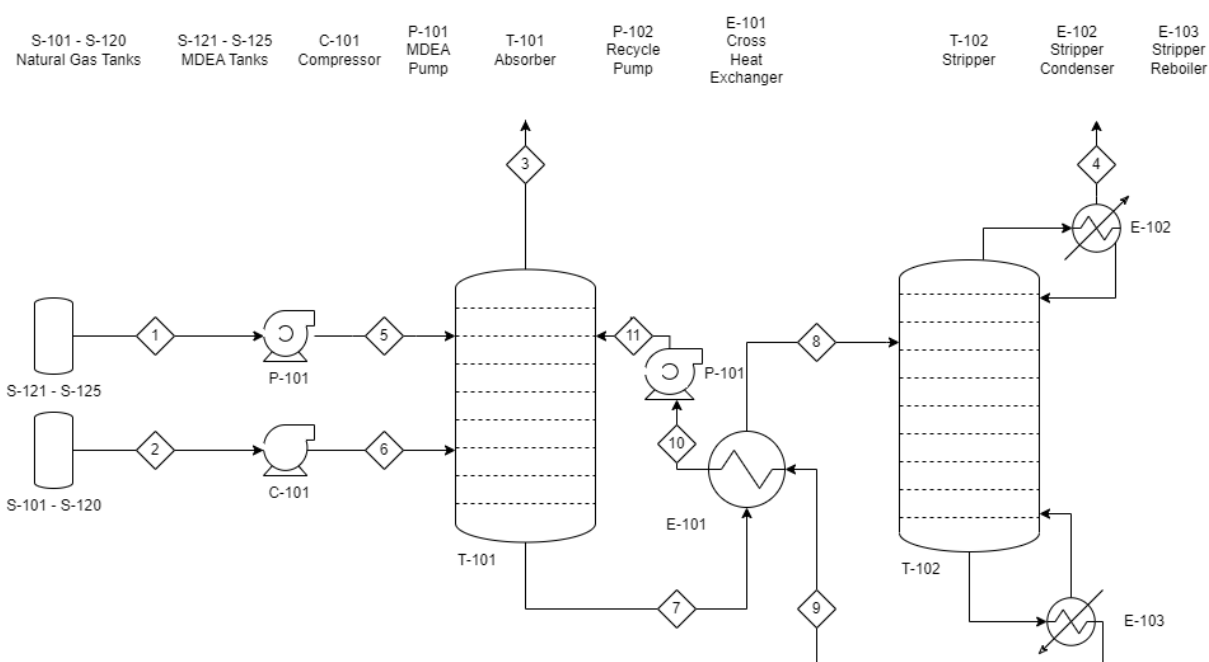 S-101 - S-120
Natural Gas Tanks
S-121 - S-125
MDEA Tanks
C-101
Compressor
P-101
MDEA
Pump
T-101
Absorber
P-102
Recycle
Pump
E-101
Cross
Heat
Exchanger
T-102
Stripper
E-102
Stripper
Condenser
E-103
Stripper
Reboiler
3
4
E-102
1
5
11
8
S-121 - S-125
P-101
P-101
2
6
10
S-101 - S-120
C-101
E-101
T-101
T-102
7
9
E-103